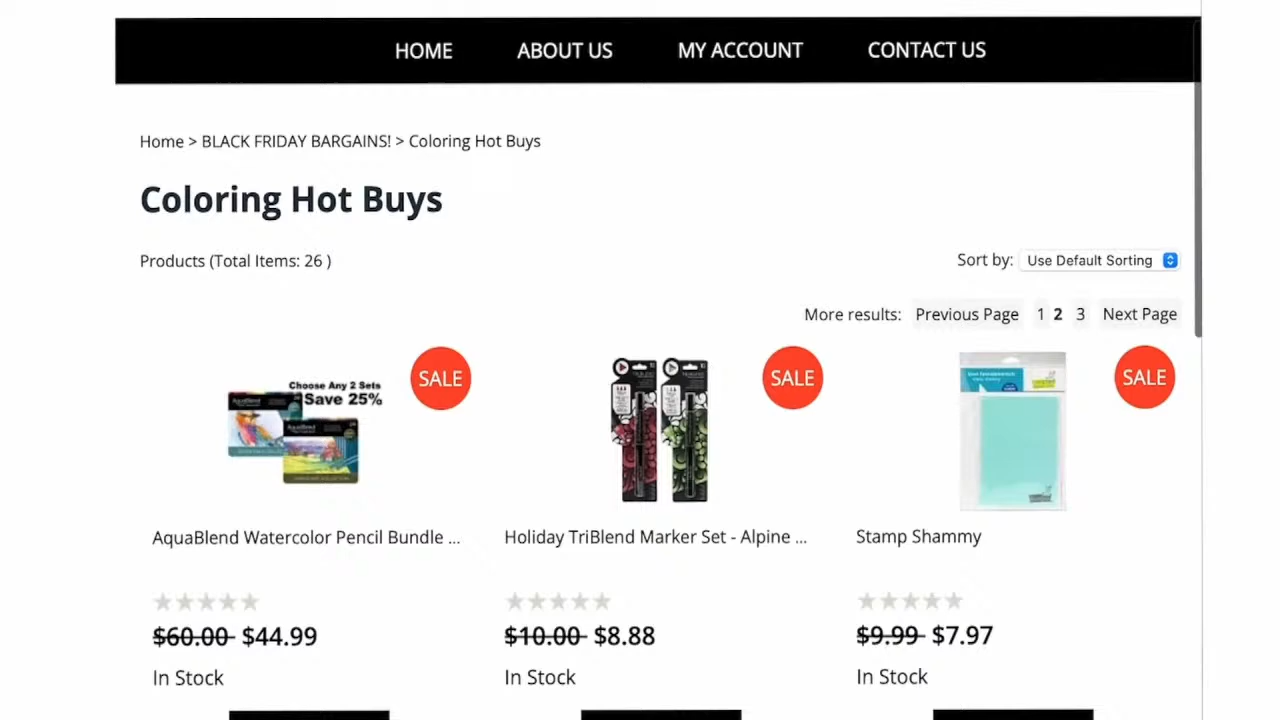 HOME ABOUT US MY ACCOUNT CONTACT US
Home > BLACK FRIDAY BARGAINS! > Coloring Hot Buys
Coloring Hot Buys
Products (Total Items: 26 )
Sort by: Use Default Sorting
More results: Previous Page 1 2 3 Next Page
Choose Any 2 Sets
Save 25%
AquaBlend
AquaBlend
SALE
SALE
SALE
AquaBlend Watercolor Pencil Bundle ...
Holiday TriBlend Marker Set - Alpine ...
Stamp Shammy
$60.00 $44.99
$10.00 $8.88
$9.99 $7.97
In Stock
In Stock
In Stock